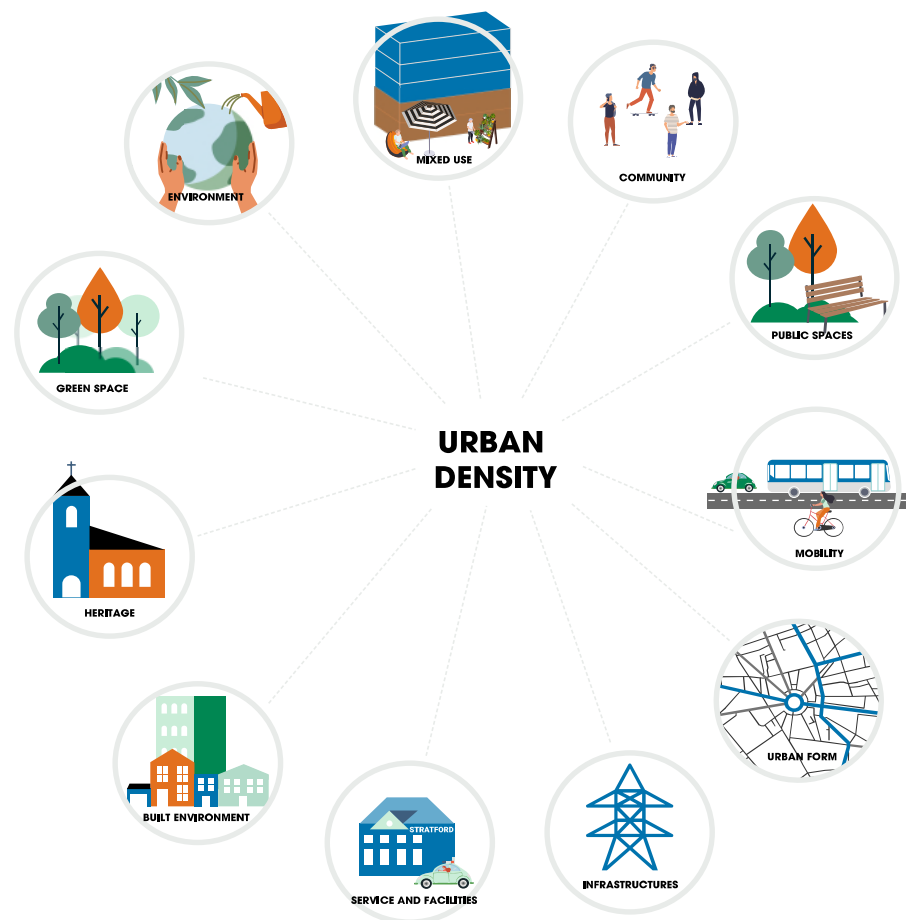 MIXED USE
COMMUNITY
ENVIRONMENT
PUBLIC SPACES
GREEN SPACE
URBAN
DENSITY
MOBILITY
HERITAGE
URBAN FORM
BUILT ENVIRONMENT
STRATFORD
SERVICE AND FACILITIES
INFRASTRUCTURES